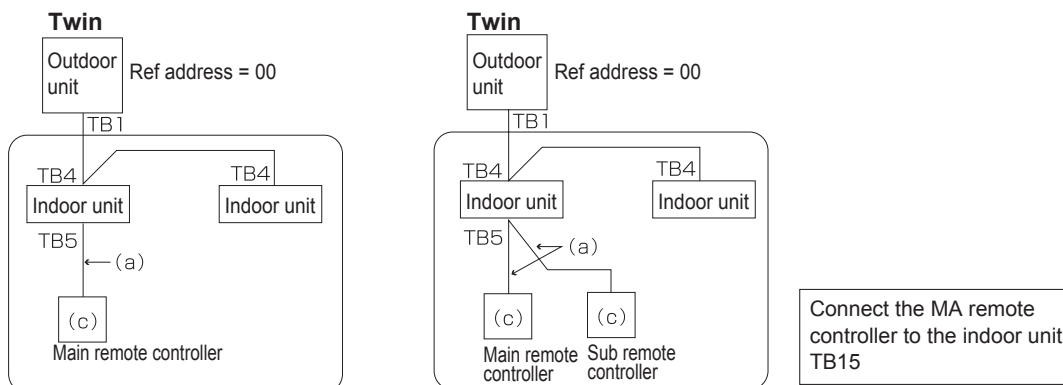 Twin
Outdoor
unit
Ref address = 00
TB1
TB4
TB4
Indoor unit
Indoor unit
TB5
(a)
(c)
Main remote controller
Twin
Outdoor
unit
Ref address = 00
TB1
TB4
TB4
Indoor unit
Indoor unit
TB5
(a)
(c)
(c)
Main remote
controller
Sub remote
controller
Connect the MA remote
controller to the indoor unit
TB15